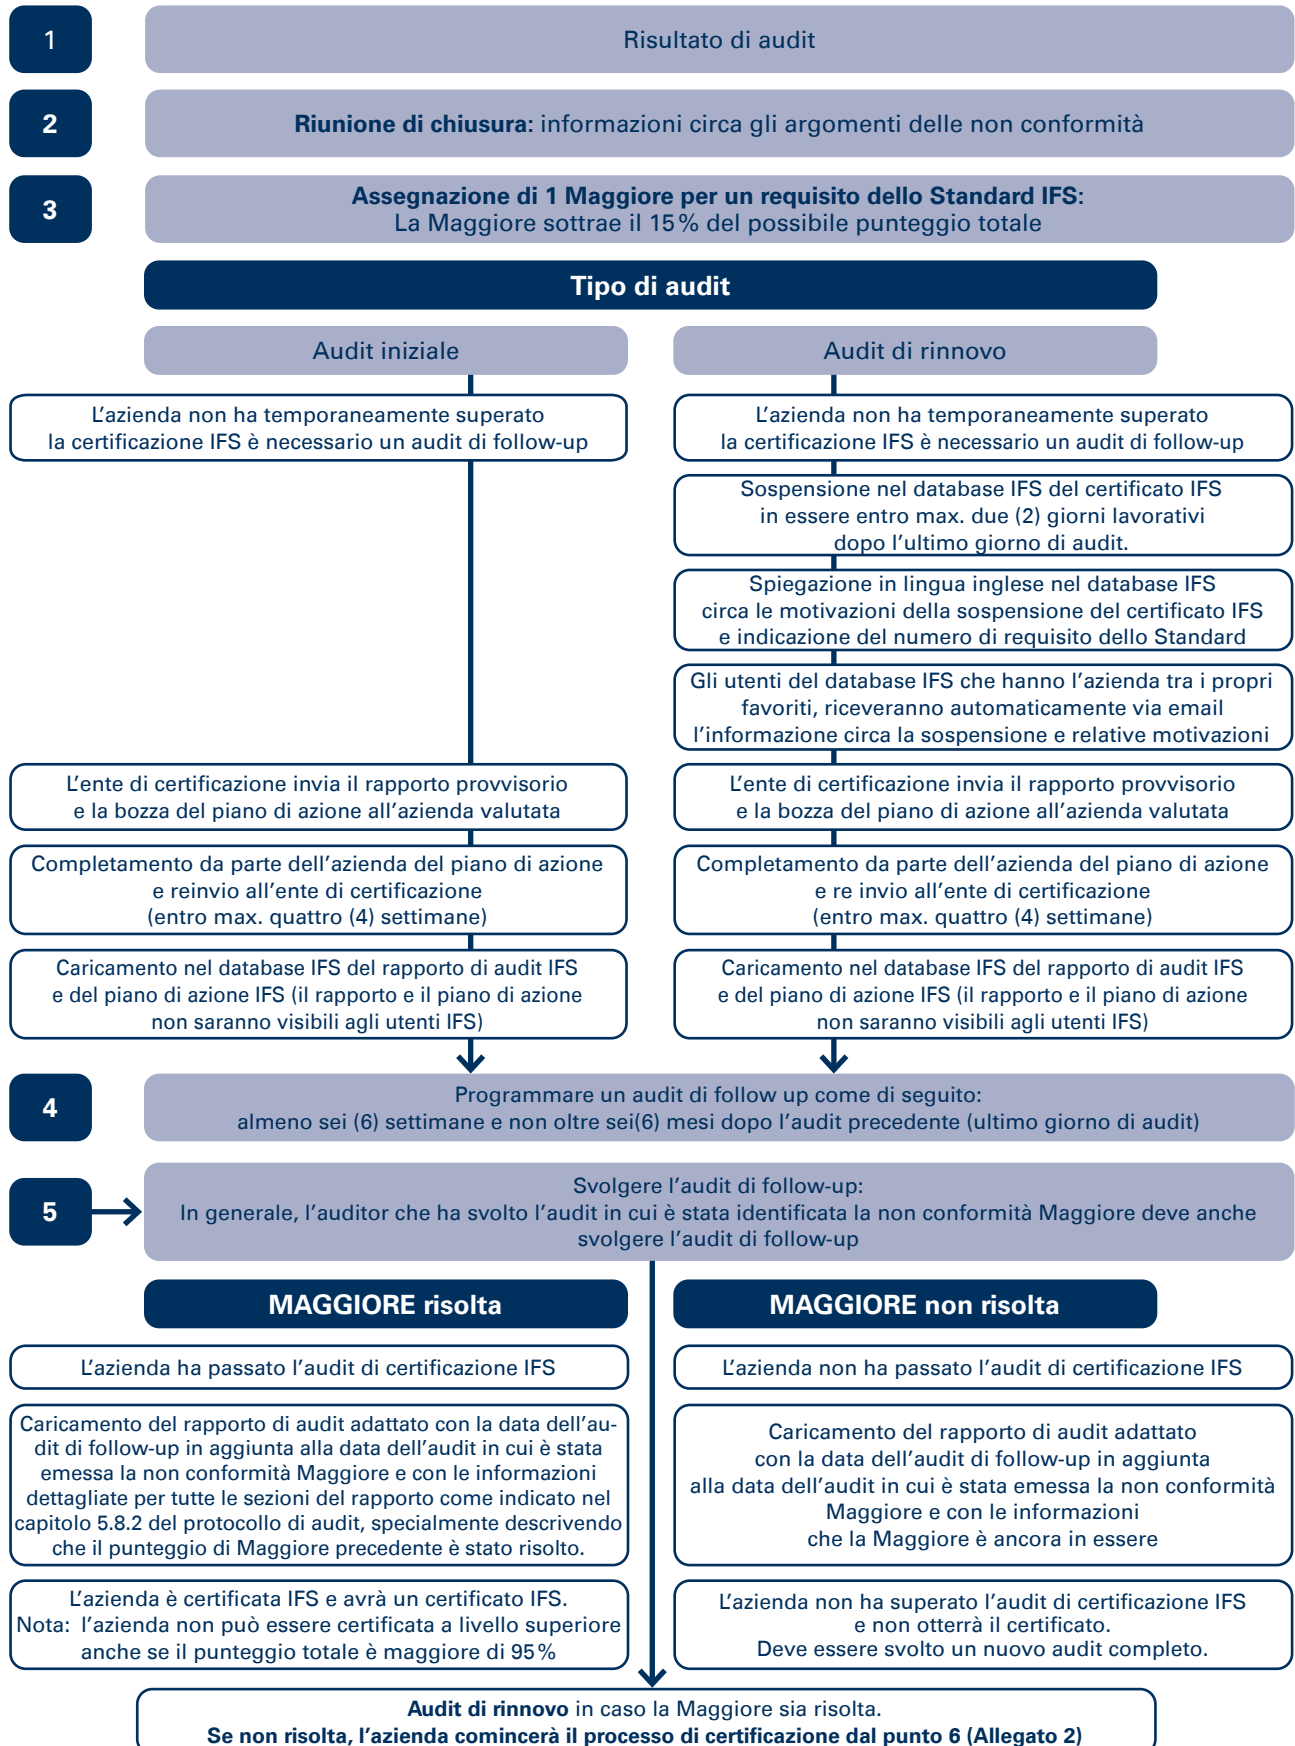 1
Risultato di audit
2
Riunione di chiusura: informazioni circa gli argomenti delle non conformità
3
Assegnazione di 1 Maggiore per un requisito dello Standard IFS:
La Maggiore sottrae il 15% del possibile punteggio totale
Tipo di audit
Audit iniziale
L'azienda non ha temporaneamente superato
la certificazione IFS è necessario un audit di follow-up
L'ente di certificazione invia il rapporto provvisorio
e la bozza del piano di azione all'azienda valutata
Completamento da parte dell'azienda del piano di azione
e reinvio all'ente di certificazione
(entro max. quattro (4) settimane)
Caricamento nel database IFS del rapporto di audit IFS
e del piano di azione IFS (il rapporto e il piano di azione
non saranno visibili agli utenti IFS)
Audit di rinnovo
L'azienda non ha temporaneamente superato
la certificazione IFS è necessario un audit di follow-up
Sospensione nel database IFS del certificato IFS
in essere entro max. due (2) giorni lavorativi
dopo l'ultimo giorno di audit.
Spiegazione in lingua inglese nel database IFS
circa le motivazioni della sospensione del certificato IFS
e indicazione del numero di requisito dello Standard
Gli utenti del database IFS che hanno l'azienda tra i propri
favoriti, riceveranno automaticamente via email
l'informazione circa la sospensione e relative motivazioni
L'ente di certificazione invia il rapporto provvisorio
e la bozza del piano di azione all'azienda valutata
Completamento da parte dell'azienda del piano di azione
e re invio all'ente di certificazione
(entro max. quattro (4) settimane)
Caricamento nel database IFS del rapporto di audit IFS
e del piano di azione IFS (il rapporto e il piano di azione
non saranno visibili agli utenti IFS)
4
Programmare un audit di follow up come di seguito:
almeno sei (6) settimane e non oltre sei(6) mesi dopo l'audit precedente (ultimo giorno di audit)
5
Svolgere l'audit di follow-up:
In generale, l'auditor che ha svolto l'audit in cui è stata identificata la non conformità Maggiore deve anche
svolgere l'audit di follow-up
MAGGIORE risolta
L'azienda ha passato l'audit di certificazione IFS
Caricamento del rapporto di audit adattato con la data dell'au-
dit di follow-up in aggiunta alla data dell'audit in cui è stata
emessa la non conformità Maggiore e con le informazioni
dettagliate per tutte le sezioni del rapporto come indicato nel
capitolo 5.8.2 del protocollo di audit, specialmente descrivendo
che il punteggio di Maggiore precedente è stato risolto.
L'azienda è certificata IFS e avrà un certificato IFS.
Nota: l'azienda non può essere certificata a livello superiore
anche se il punteggio totale è maggiore di 95%
MAGGIORE non risolta
L'azienda non ha passato l'audit di certificazione IFS
Caricamento del rapporto di audit adattato
con la data dell'audit di follow-up in aggiunta
alla data dell'audit in cui è stata emessa la non conformità
Maggiore e con le informazioni
che la Maggiore è ancora in essere
L'azienda non ha superato l'audit di certificazione IFS
e non otterrà il certificato.
Deve essere svolto un nuovo audit completo.
Audit di rinnovo in caso la Maggiore sia risolta.
Se non risolta, l'azienda comincerà il processo di certificazione dal punto 6 (Allegato 2)